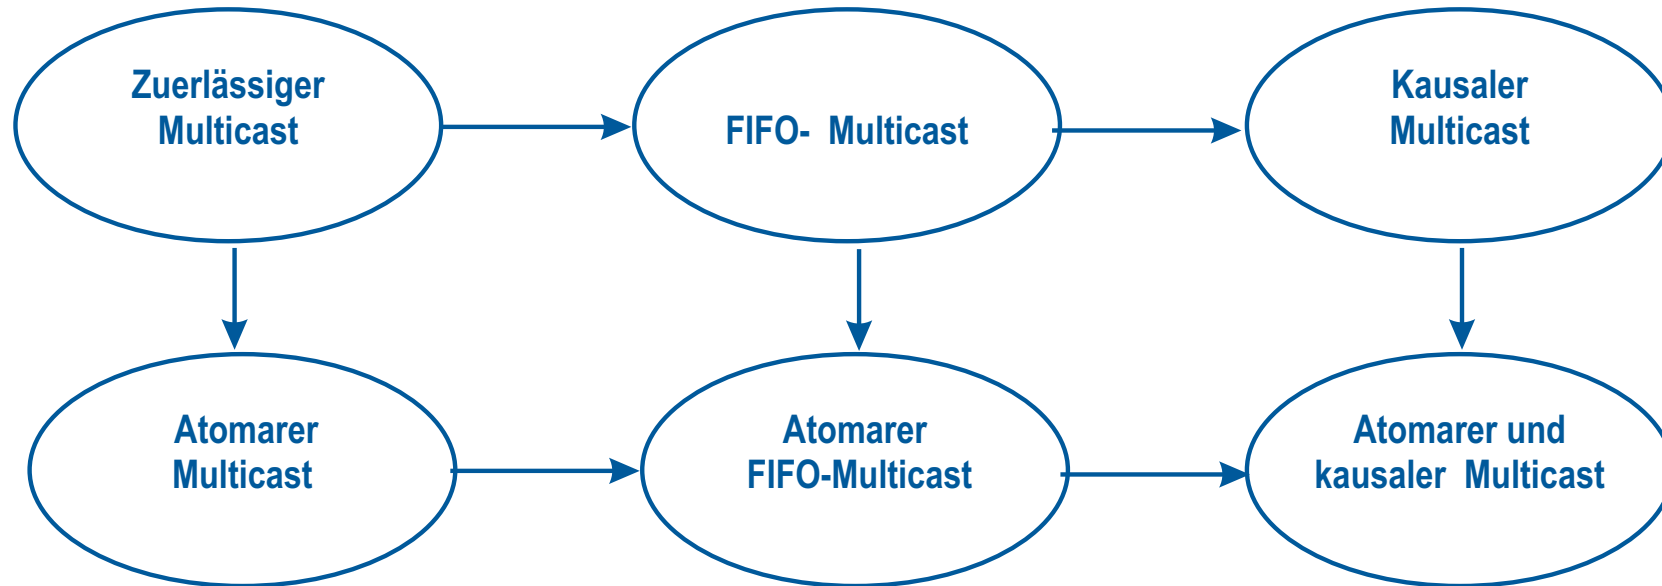 Zuerlässiger
Multicast
FIFO-  Multicast
Kausaler
Multicast
Atomarer
Multicast
Atomarer
FIFO-Multicast
Atomarer und
kausaler  Multicast